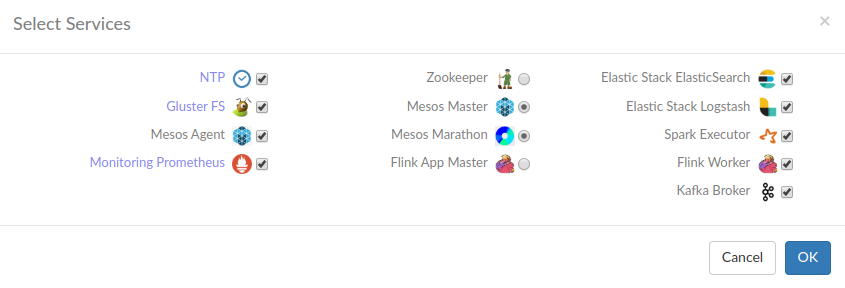 Select Services
×
NTP Zookeeper Elastic Stack ElasticSearch
Gluster FS Mesos Master Elastic Stack Logstash
Mesos Agent Mesos Marathon Spark Executor
Monitoring Prometheus Flink App Master Flink Worker
Kafka Broker
Cancel OK